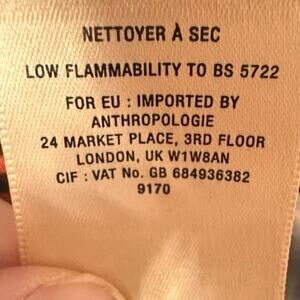 NETTOYER À SEC
LOW FLAMMABILITY TO BS 5722
FOR EU : IMPORTED BY
ANTHROPOLOGIE
24 MARKET PLACE, 3RD FLOOR
LONDON, UK W1W8AN
CIF : VAT No. GB 684936382
9170